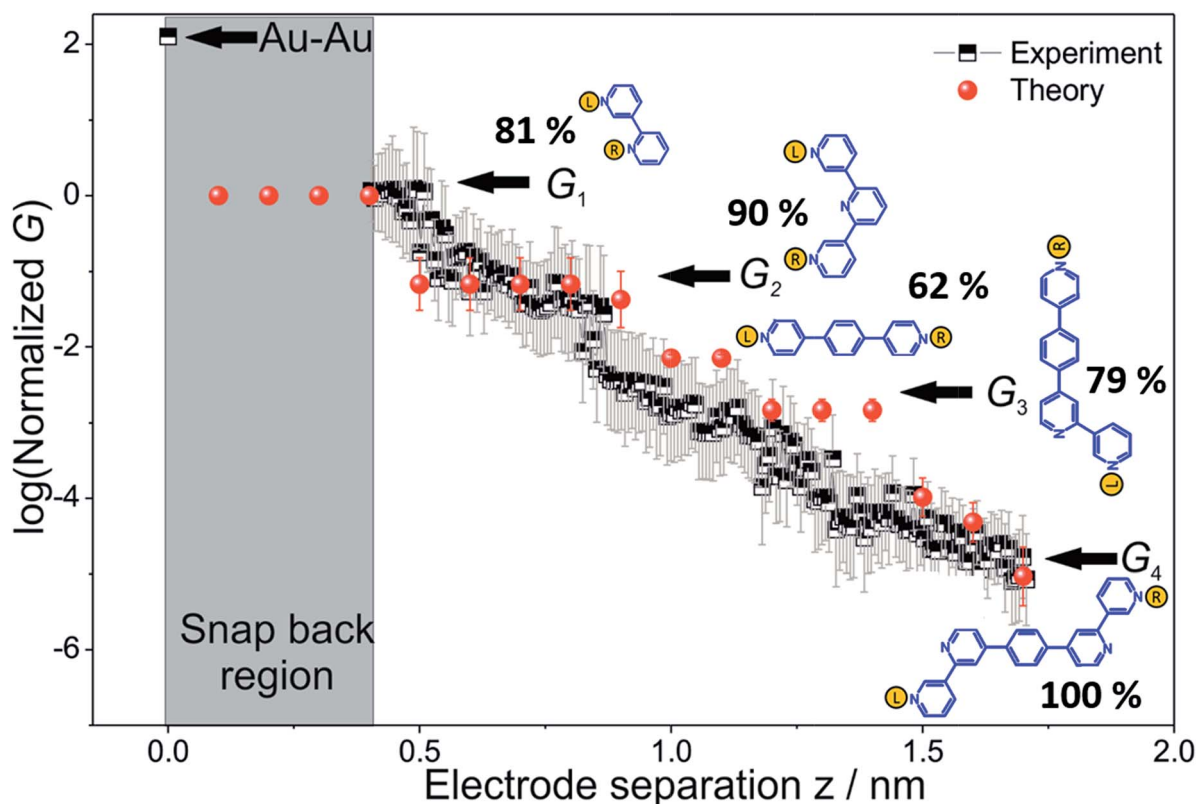 log(Normalized G)
2
0
-2
-4
-6
Au-Au
Experiment
Theory
81 %
L
N
R
N
G1
90 %
L
N
N
R
N
G2
62 %
L
N
N
R
G3
79 %
R
N
N
N
L
G4
N
R
N
N
L
N
100 %
Snap back
region
0.0
0.5
1.0
1.5
2.0
Electrode separation z / nm